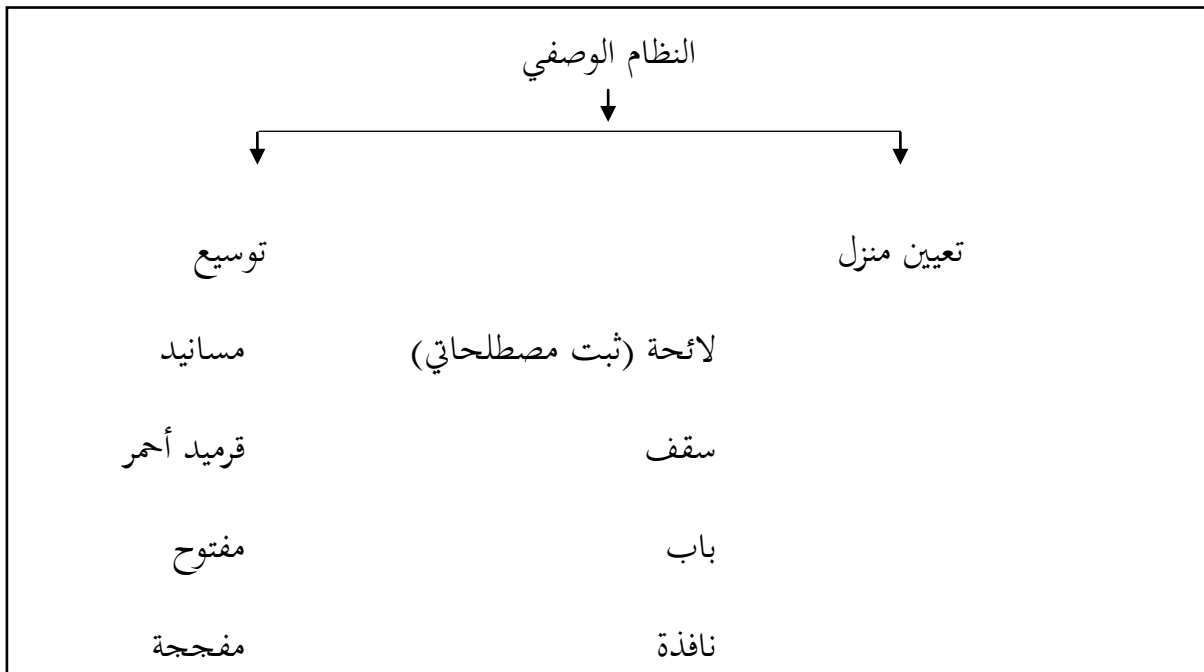 النظام الوصفي
تعيين منزل توسيع
لائحة (ثبت مصطلحاتي) مسانيد
سقف قرميد أحمر
باب مفتوح
نافذة مفججة